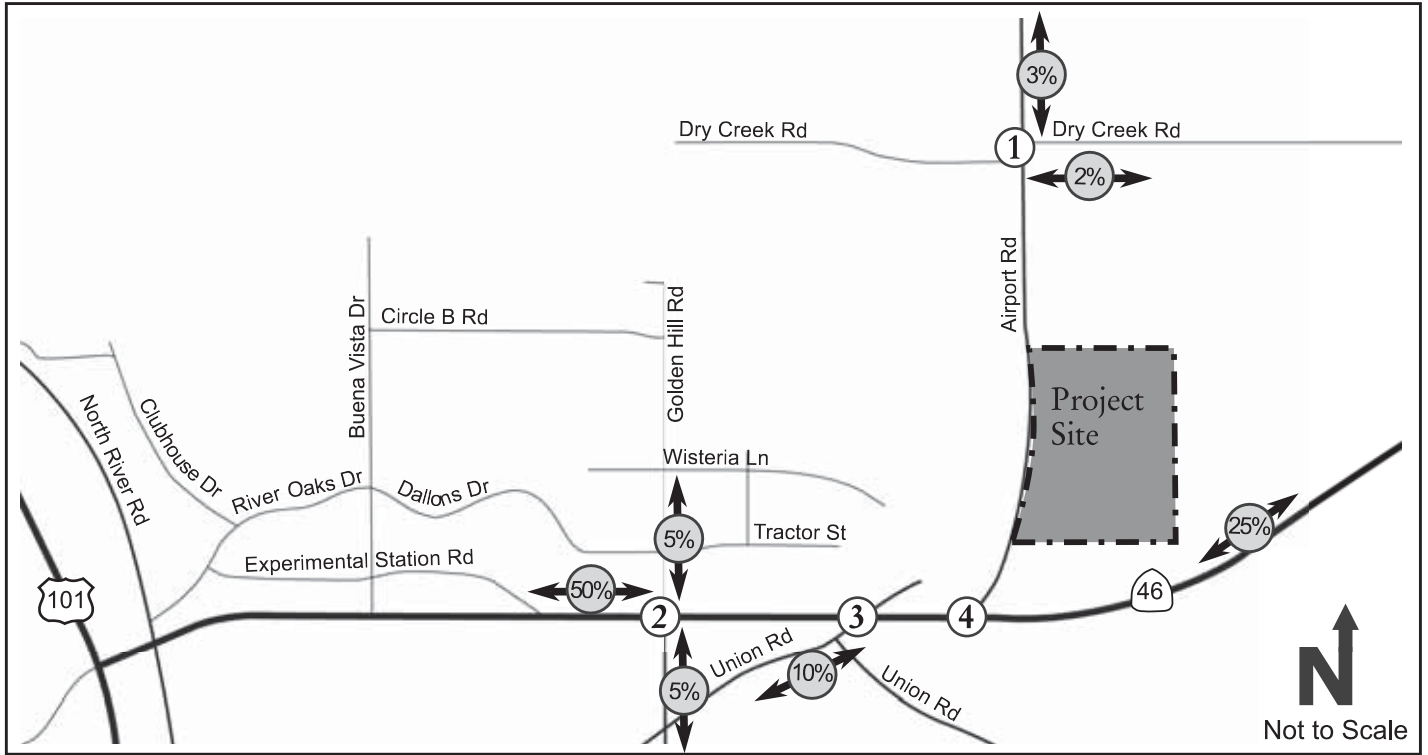 3%
Dry Creek Rd
Dry Creek Rd
1
2%
Airport Rd
Buena Vista Dr
Circle B Rd
Golden Hill Rd
Project
Site
North River Rd
Clubhouse Dr
River Oaks Dr
Dallons Dr
Wisteria Ln
5%
Tractor St
25%
Experimental Station Rd
50%
46
101
2
3
4
Union Rd
10%
5%
Union Rd
N
Not to Scale